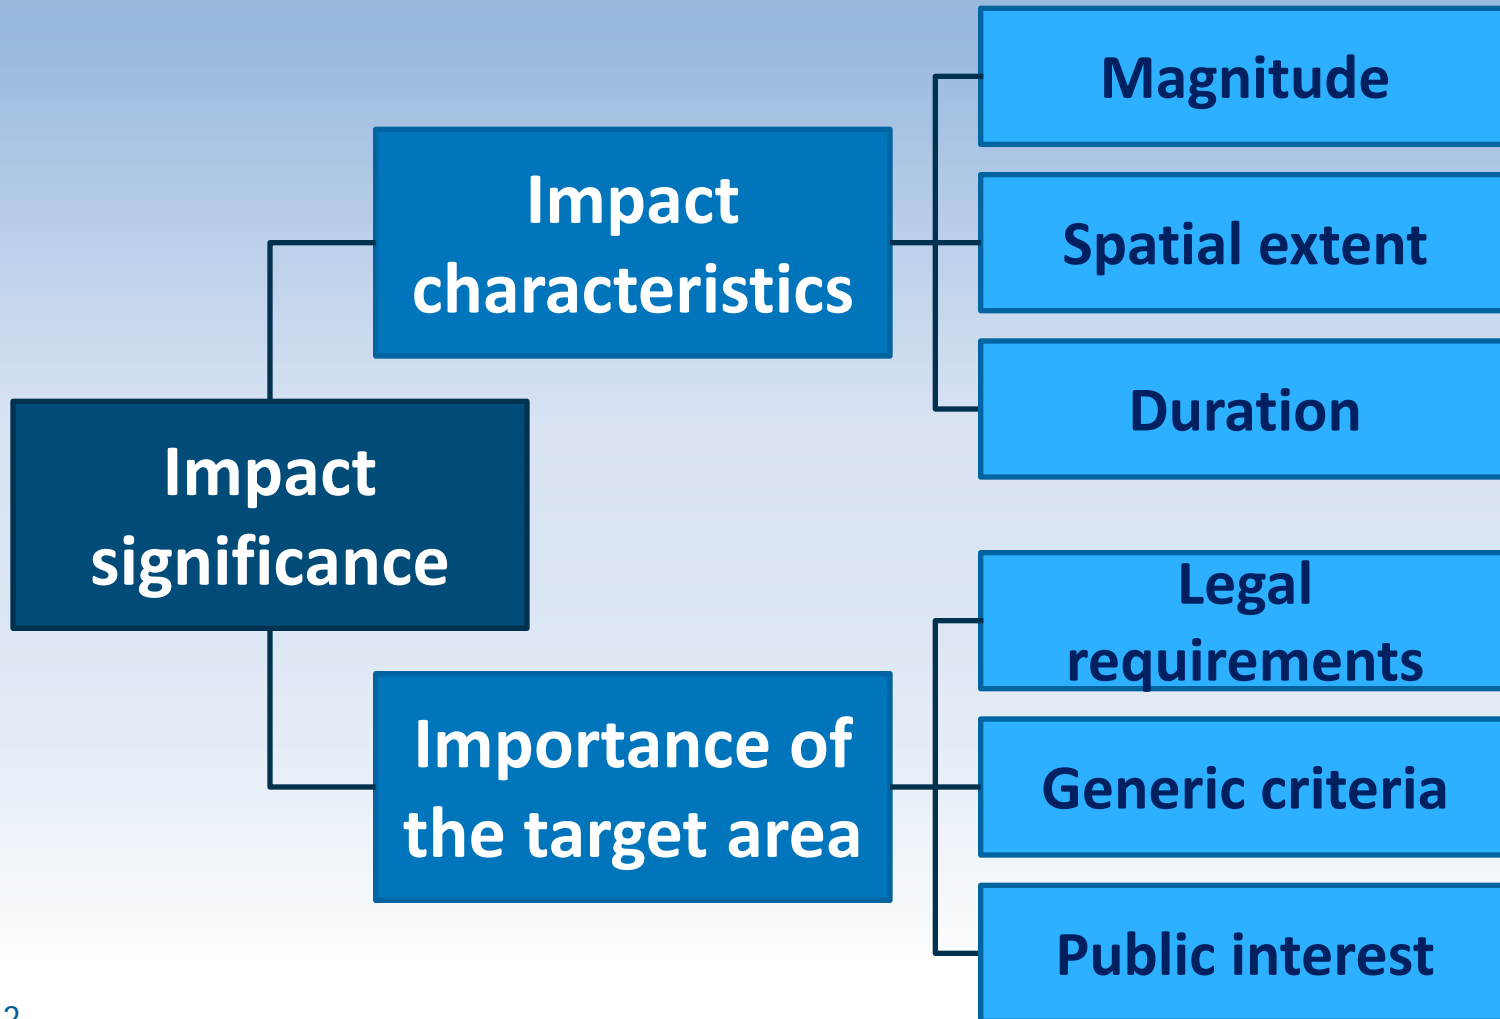 Impact
significance
Impact
characteristics
Magnitude
Spatial extent
Duration
Importance of
the target area
Legal
requirements
Generic criteria
Public interest
2